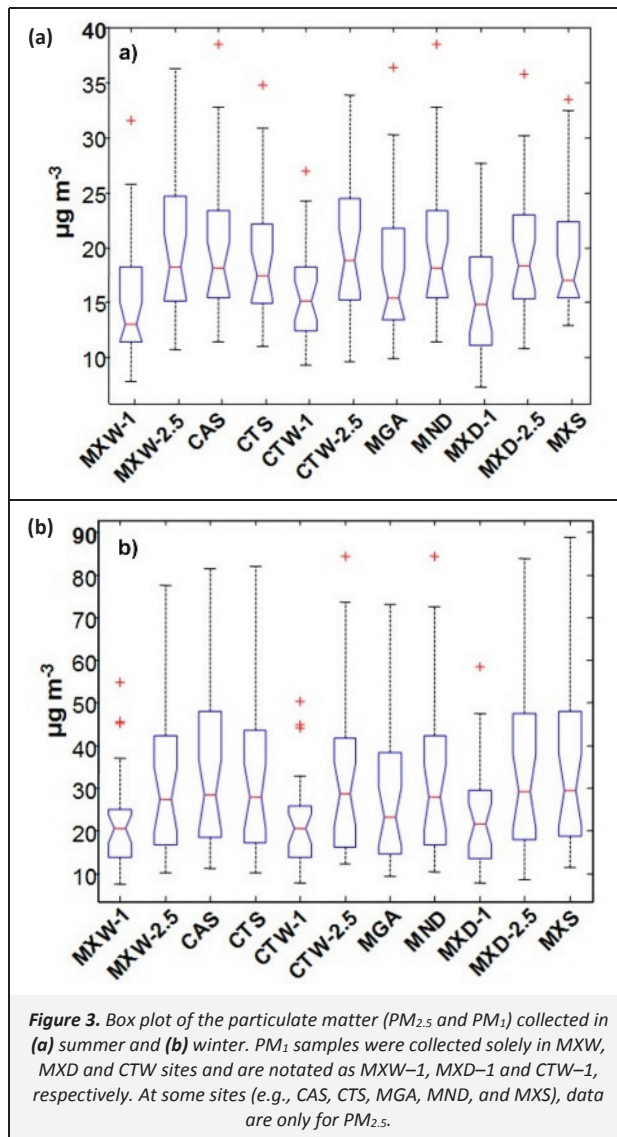 (a)
a)
40
35
30
25
20
15
10
µg m-3
MXW-1 MXW-2.5 CAS CTS CTW-1 CTW-2.5 MGA MND MXD-1 MXD-2.5 MXS
(b)
b)
90
80
70
60
50
40
30
20
10
µg m-3
MXW-1 MXW-2.5 CAS CTS CTW-1 CTW-2.5 MGA MND MXD-1 MXD-2.5 MXS
Figure 3. Box plot of the particulate matter (PM2.5 and PM1) collected in
(a) summer and (b) winter. PM1 samples were collected solely in MXW,
MXD and CTW sites and are notated as MXW–1, MXD–1 and CTW–1,
respectively. At some sites (e.g., CAS, CTS, MGA, MND, and MXS), data
are only for PM2.5.